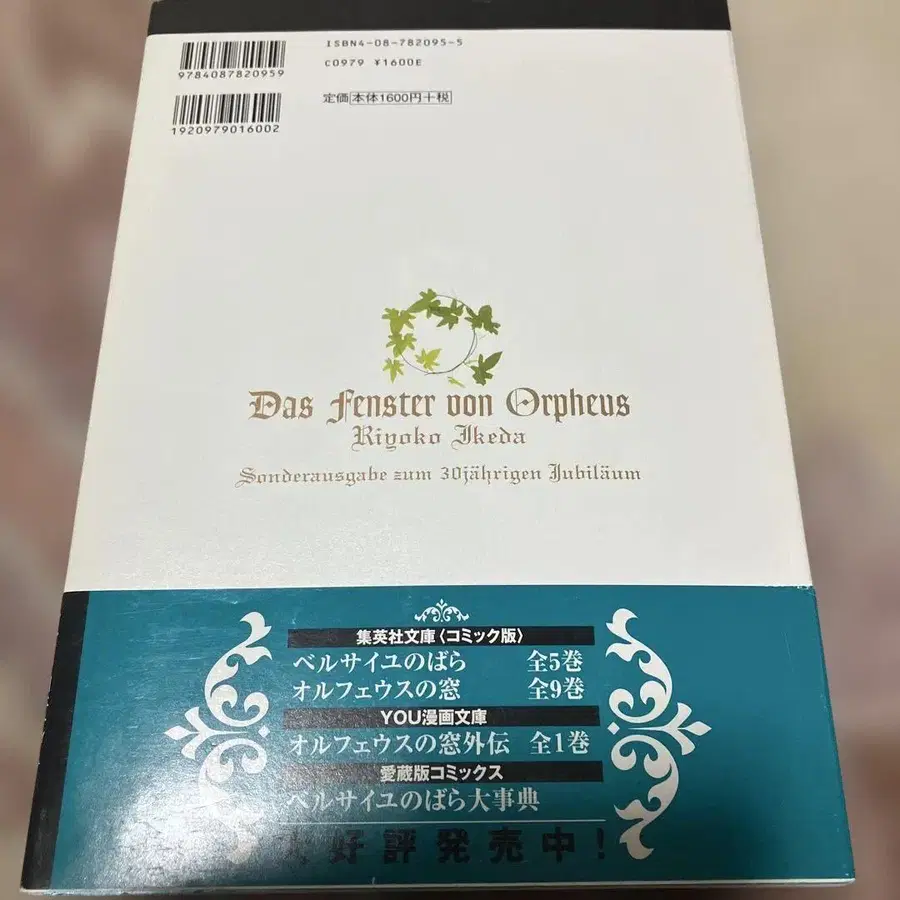 ISBN4-08-782095-5
C0979 ¥1600E
9784087820959
定価 本体1600円+税
1920979016002
Das Fenster von Orpheus
Riyoko Ikeda
Sonderausgabe zum 30jährigen Jubiläum
集英社文庫〈コミック版〉
ベルサイユのばら 全5巻
オルフェウスの窓 全9巻
YOU漫画文庫
オルフェウスの窓外伝 全1巻
愛蔵版コミックス
ベルサイユのばら大事典
大好評発売中!